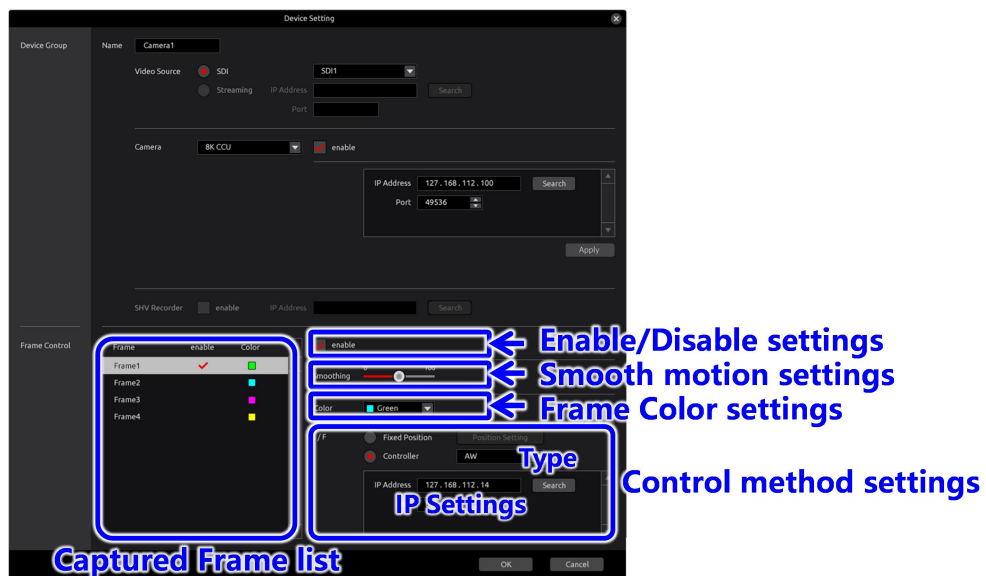 Device Setting
Device Group
Name Camera1
Video Source SDI SDI1
Streaming IP Address Search
Port
Camera 8K CCU enable
IP Address 127.168.112.100 Search
Port 49536
Apply
SHV Recorder enable IP Address Search
Frame Control
Frame enable Color
Frame1
Frame2
Frame3
Frame4
enable
Enable/Disable settings
Smoothing 100
Smooth motion settings
Color Green
Frame Color settings
Fixed Position Position Setting
Controller AW
Type
IP Address 127.168.112.14 Search
IP Settings
Control method settings
Captured Frame list
OK Cancel